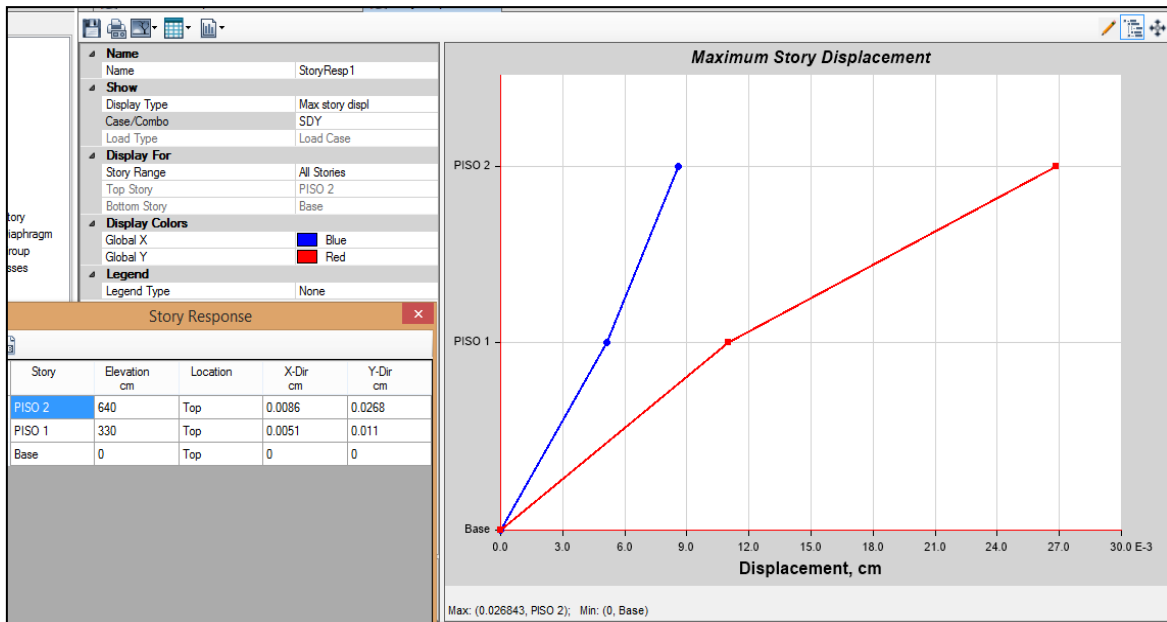 Name
Name StoryResp1
Show
Display Type Max story displ
Case/Combo SDY
Load Type Load Case
Display For
Story Range All Stories
Top Story PISO 2
Bottom Story Base
Display Colors
Global X Blue
Global Y Red
Legend
Legend Type None
tory
iaphragm
roup
sses
Story Response
Story Elevation cm Location X-Dir cm Y-Dir cm
PISO 2 640 Top 0.0086 0.0268
PISO 1 330 Top 0.0051 0.011
Base 0 Top 0 0
Maximum Story Displacement
PISO 2
PISO 1
Base
0.0 3.0 6.0 9.0 12.0 15.0 18.0 21.0 24.0 27.0 30.0 E-3
Displacement, cm
Max: (0.026843, PISO 2); Min: (0, Base)